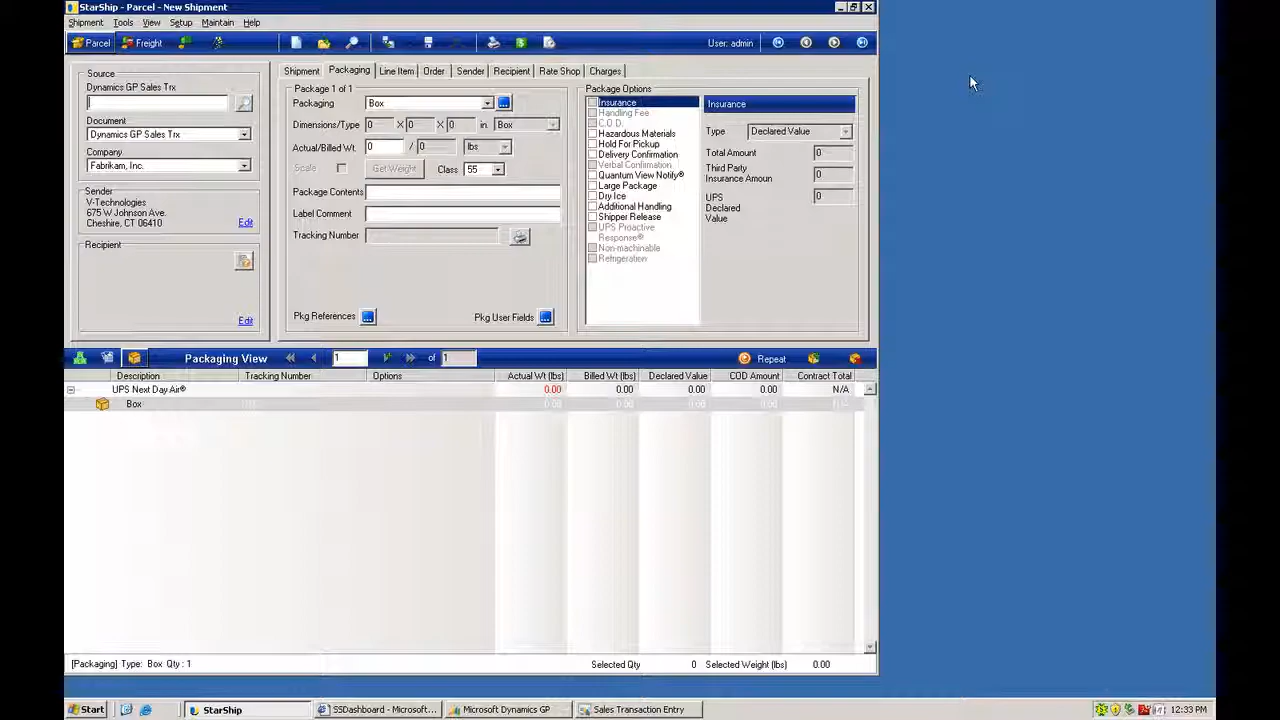 StarShip - Parcel - New Shipment
Shipment Tools View Setup Maintain Help
Parcel Freight User: admin
Source
Dynamics GP Sales Trx
Document
Dynamics GP Sales Trx
Company
Fabrikam, Inc.
Sender
V-Technologies
675 W Johnson Ave.
Cheshire, CT 06410
Edit
Recipient
Edit
Shipment Packaging Line Item Order Sender Recipient Rate Shop Charges
Package 1 of 1
Packaging Box
Dimensions/Type 0 X 0 X 0 in. Box
Actual/Billed Wt. 0 / 0 lbs
Scale Get Weight Class 55
Package Contents
Label Comment
Tracking Number
Pkg References Pkg User Fields
Package Options
Insurance
Handling Fee
C.O.D.
Hazardous Materials
Hold For Pickup
Delivery Confirmation
Verbal Confirmation
Quantum View Notify®
Large Package
Dry Ice
Additional Handling
Shipper Release
UPS Proactive
Response®
Non-machinable
Refrigeration
Insurance
Type Declared Value
Total Amount 0
Third Party
Insurance Amoun 0
UPS 0
Declared
Value
Packaging View 1 of 1 Repeat
Description Tracking Number Options Actual Wt (lbs) Billed Wt (lbs) Declared Value COD Amount Contract Total
UPS Next Day Air® 0.00 0.00 0.00 0.00 N/A
Box 0.00 0.00 0.00 0.00 N/A
[Packaging] Type: Box Qty : 1 Selected Qty 0 Selected Weight (lbs) 0.00
Start StarShip SSDashboard - Microsoft... Microsoft Dynamics GP Sales Transaction Entry 12:33 PM